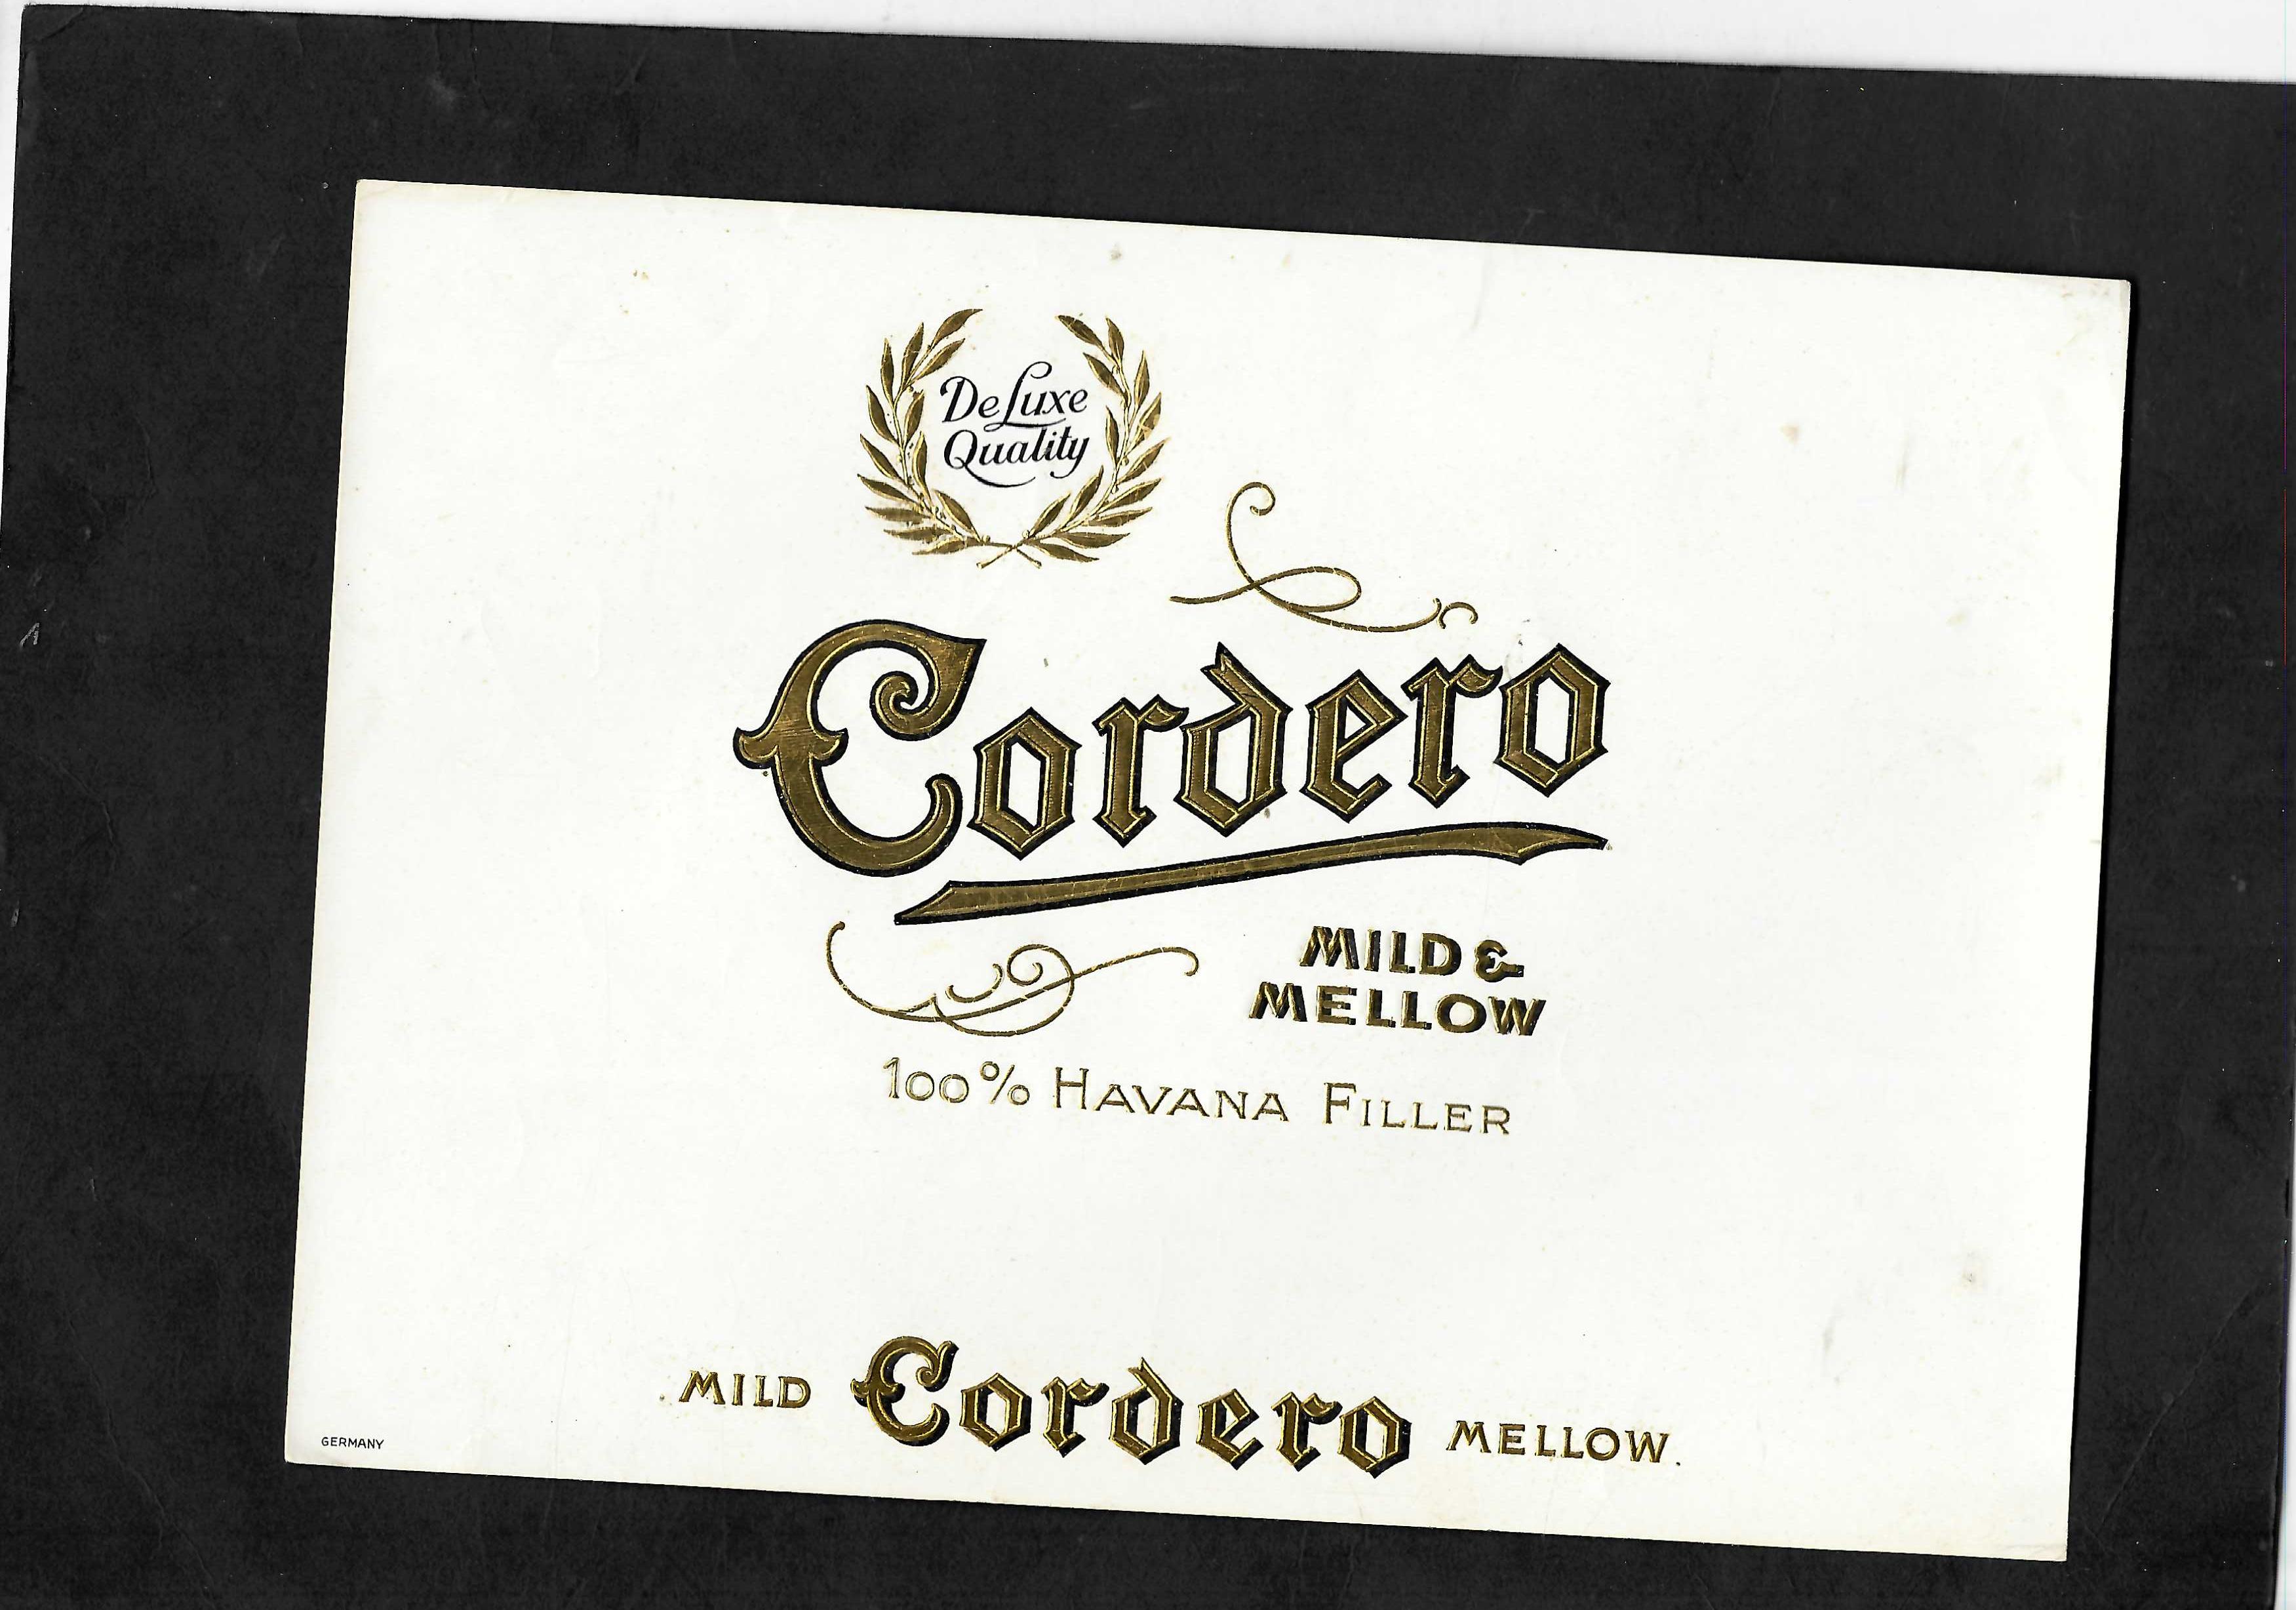 De Luxe
Quality
Cordero
MILD &
MELLOW
100% HAVANA FILLER
MILD Cordero MELLOW.
GERMANY